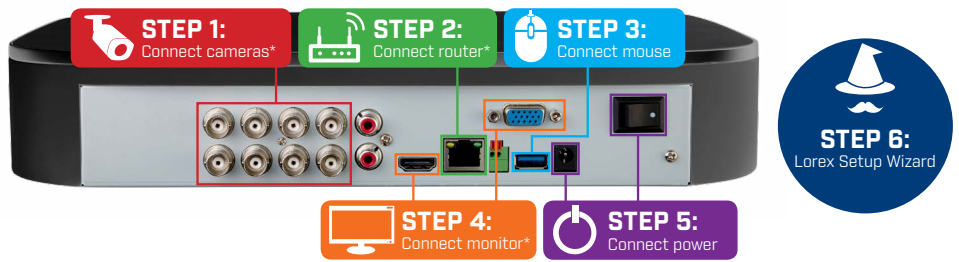 STEP 1:
Connect cameras*
STEP 2:
Connect router*
STEP 3:
Connect mouse
STEP 4:
Connect monitor*
STEP 5:
Connect power
STEP 6:
Lorex Setup Wizard